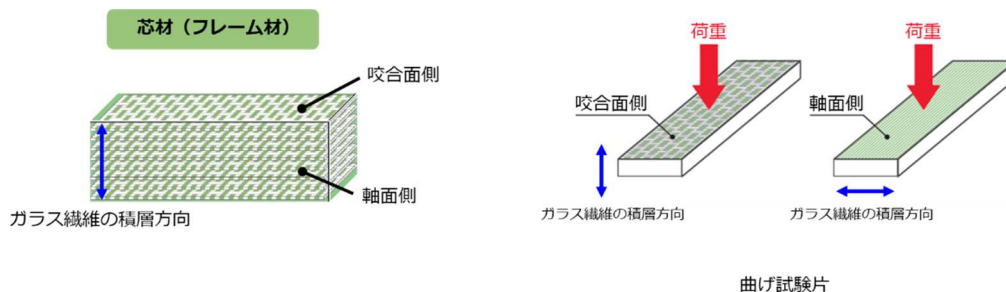 芯材（フレーム材）
咬合面側
軸面側
ガラス繊維の積層方向
荷重
咬合面側
ガラス繊維の積層方向
荷重
軸面側
ガラス繊維の積層方向
曲げ試験片